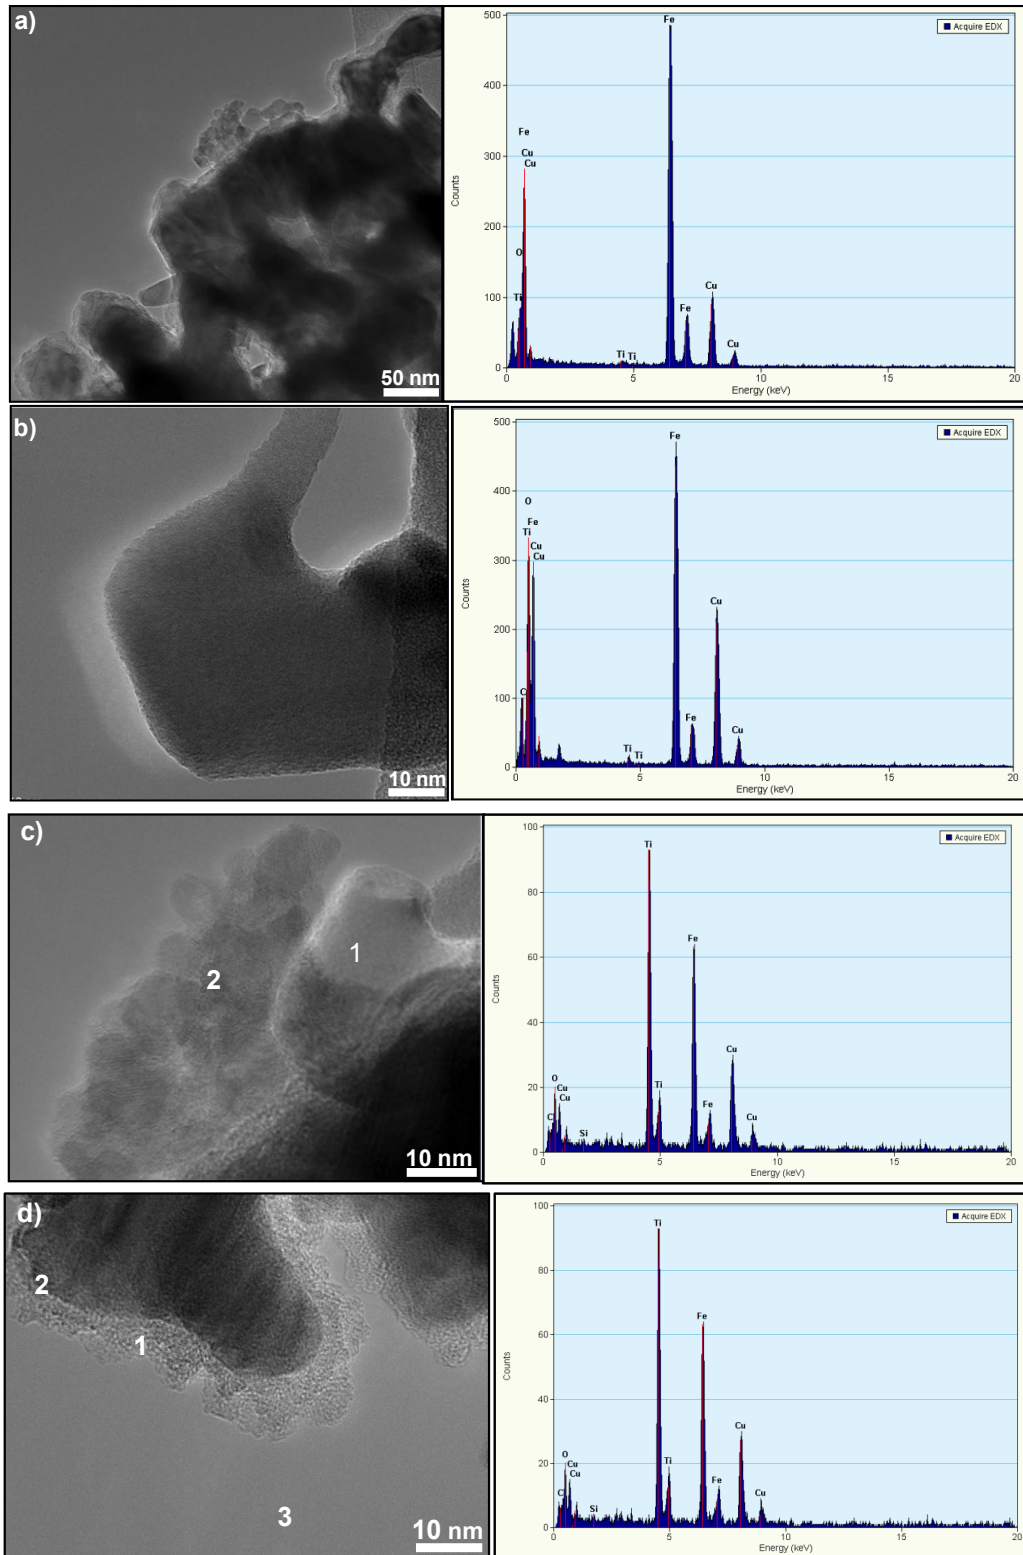 a)
50 nm
Acquire EDX
500
400
300
200
100
0
Counts
Fe
Fe
Cu
Cu
O
Ti
Ti
Ti
Fe
Cu
Cu
0
5
10
15
20
Energy (keV)
b)
10 nm
Acquire EDX
500
400
300
200
100
0
Counts
O
Fe
Ti
Cu
Cu
C
Ti
Ti
Fe
Fe
Cu
Cu
0
5
10
15
20
Energy (keV)
c)
1
2
10 nm
Acquire EDX
100
80
60
40
20
0
Counts
O
Cu
Cu
C
Si
Ti
Ti
Fe
Fe
Cu
Cu
0
5
10
15
20
Energy (keV)
d)
2
1
3
10 nm
Acquire EDX
100
80
60
40
20
0
Counts
O
Cu
Cu
C
Si
Ti
Ti
Fe
Fe
Cu
Cu
0
5
10
15
20
Energy (keV)